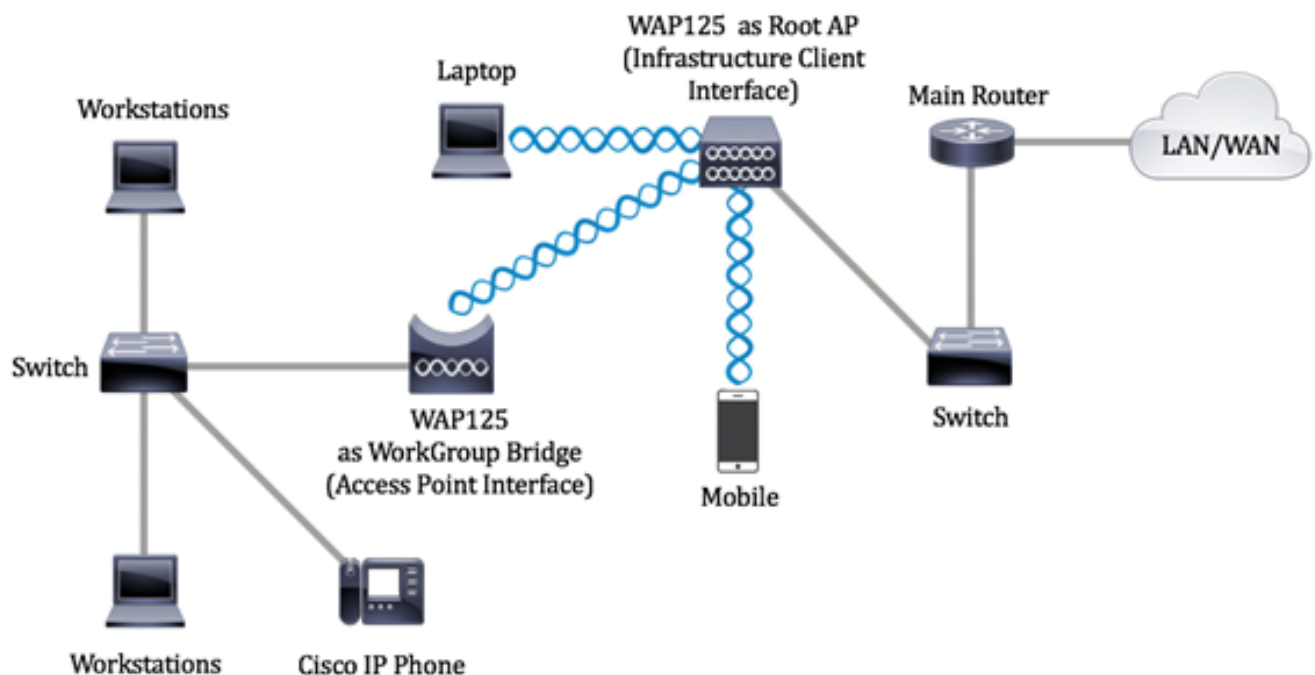 WAP125 as Root AP
(Infrastructure Client
Interface)
Laptop
Main Router
Workstations
LAN/WAN
Switch
WAP125
as WorkGroup Bridge
(Access Point Interface)
Switch
Mobile
Workstations
Cisco IP Phone